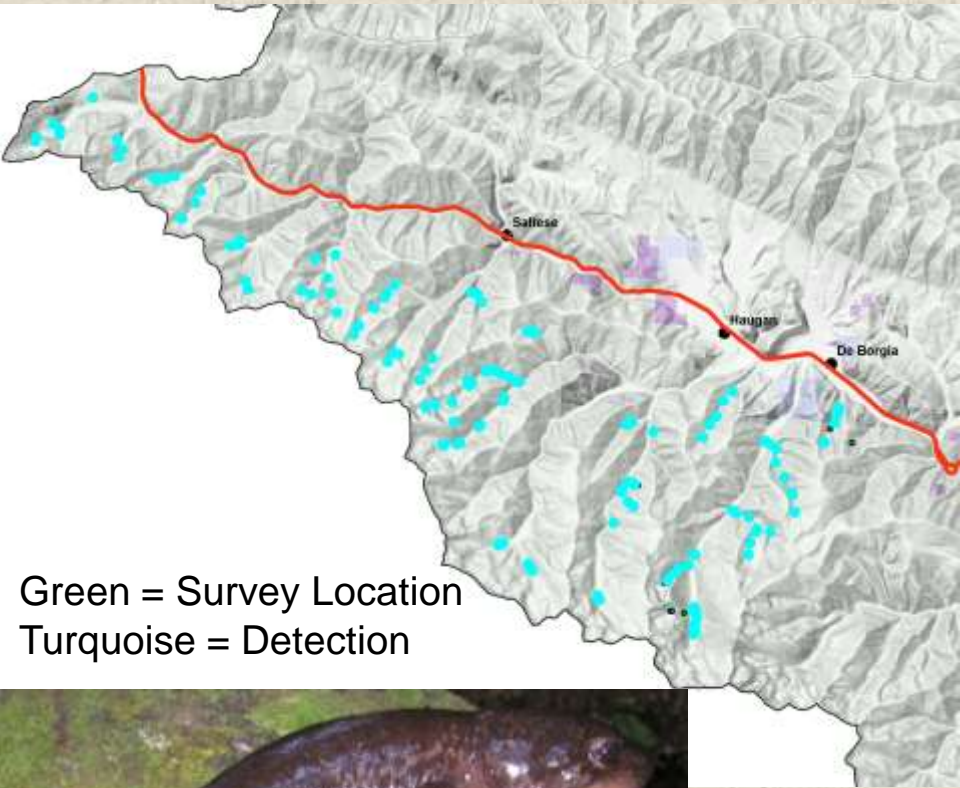 Saltese
Haugan
De Borgia
Green = Survey Location
Turquoise = Detection